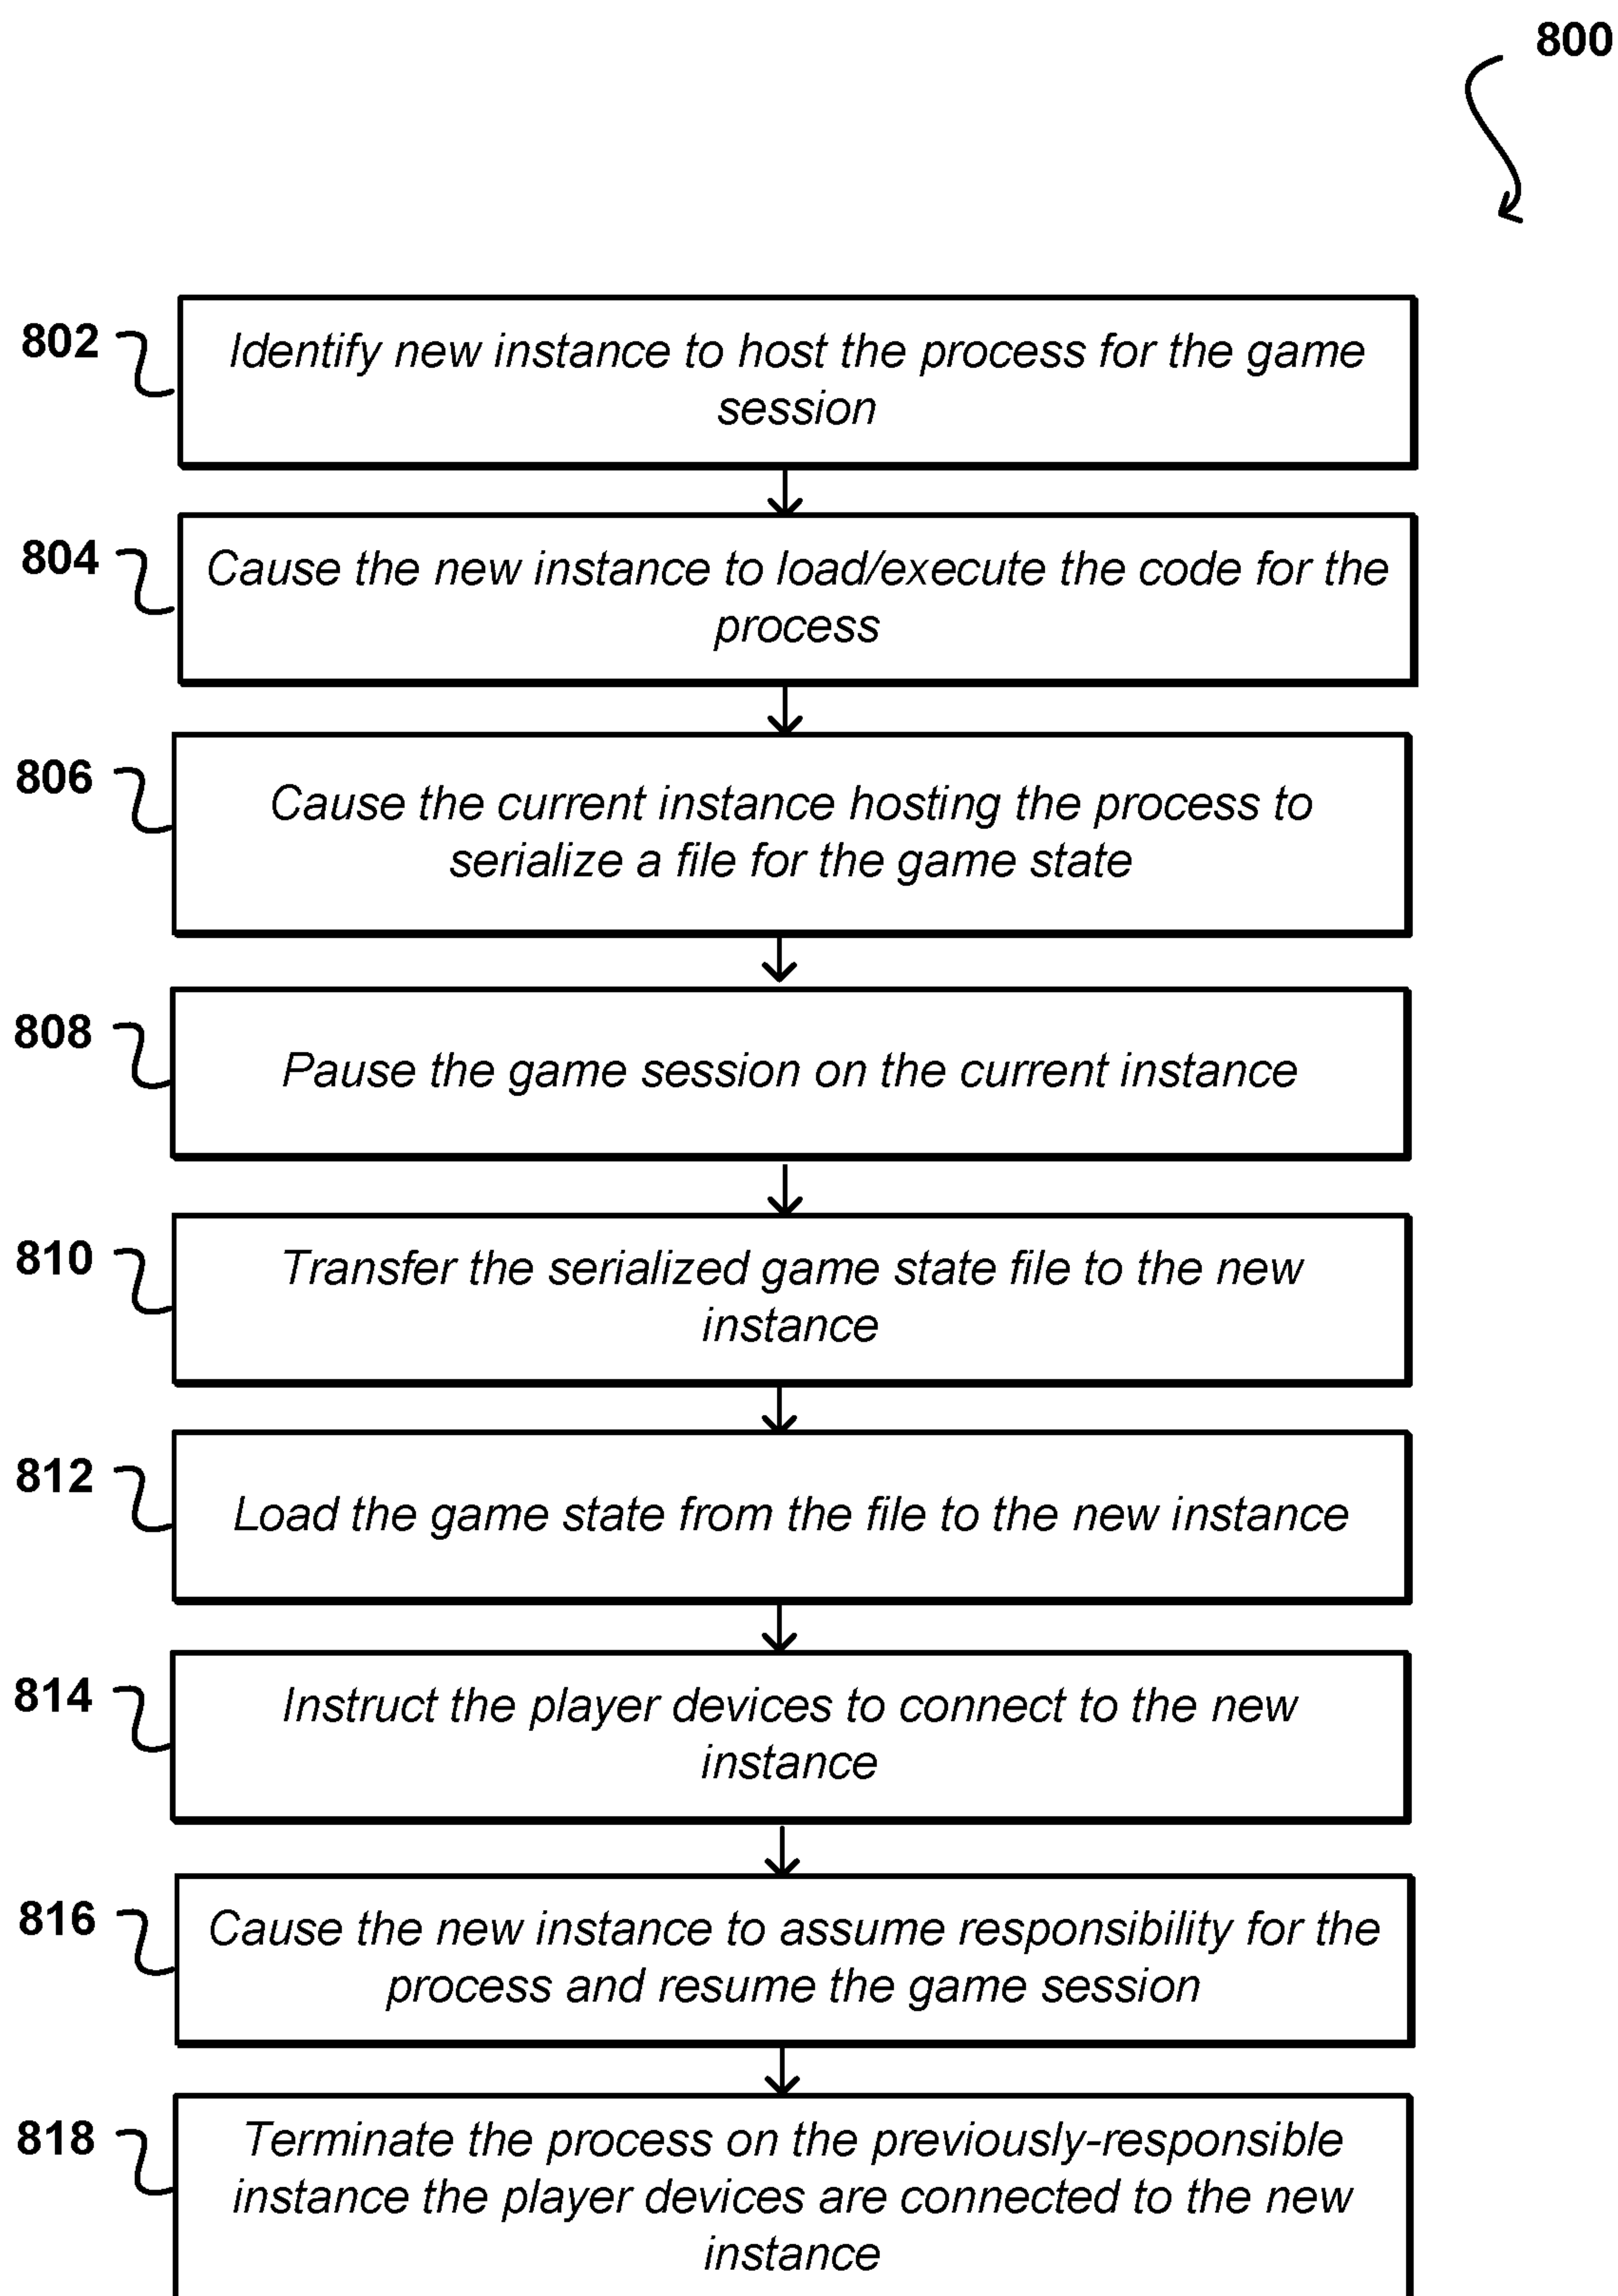 800
802
Identify new instance to host the process for the game
session
804
Cause the new instance to load/execute the code for the
process
806
Cause the current instance hosting the process to
serialize a file for the game state
808
Pause the game session on the current instance
810
Transfer the serialized game state file to the new
instance
812
Load the game state from the file to the new instance
814
Instruct the player devices to connect to the new
instance
816
Cause the new instance to assume responsibility for the
process and resume the game session
818
Terminate the process on the previously-responsible
instance the player devices are connected to the new
instance